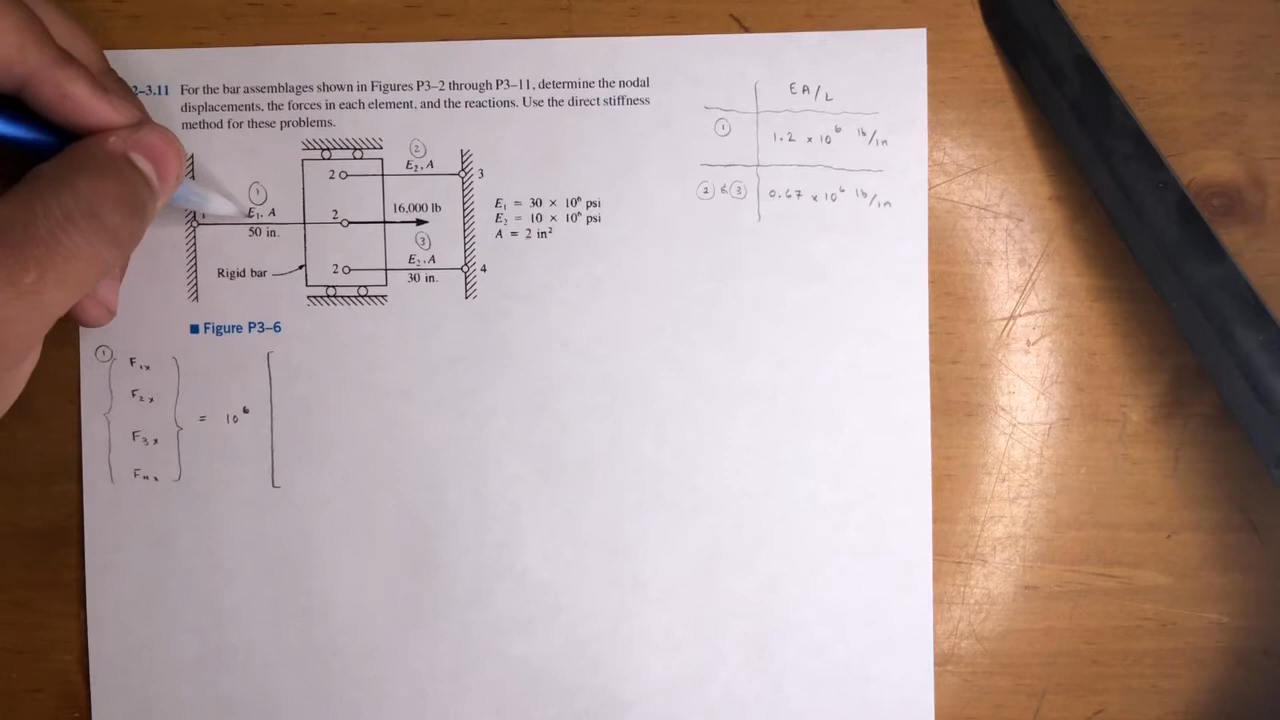 2–3.11 For the bar assemblages shown in Figures P3–2 through P3–11, determine the nodal
displacements, the forces in each element, and the reactions. Use the direct stiffness
method for these problems.
EA/L
① 1.2 × 10⁶ lb/in
② & ③ 0.67 × 10⁶ lb/in
②
E₂, A
2
3
①
1
E₁, A
50 in.
2
16,000 lb
③
E₂, A
30 in.
2
4
Rigid bar
E₁ = 30 × 10⁶ psi
E₂ = 10 × 10⁶ psi
A = 2 in²
■ Figure P3–6
①
F₁ₓ
F₂ₓ
F₃ₓ
F₄ₓ
= 10⁶